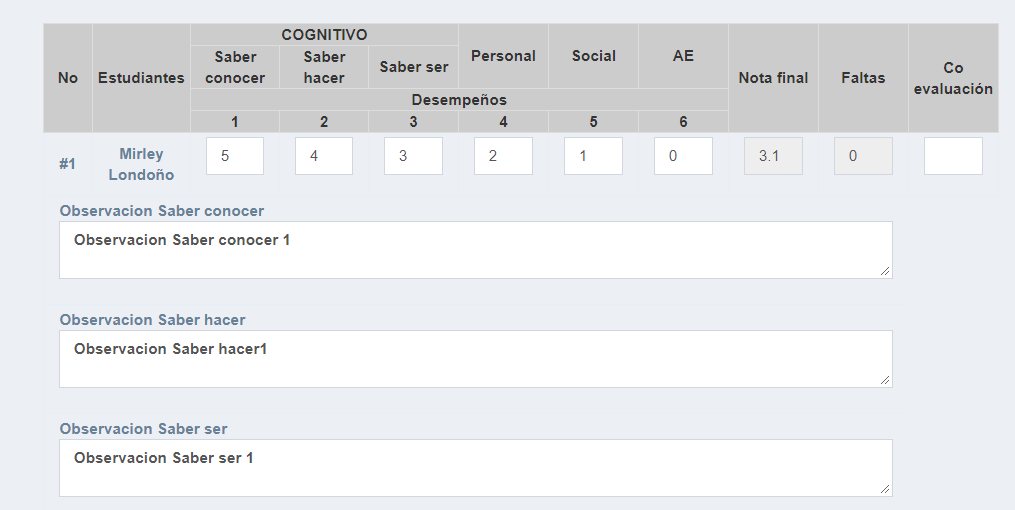 No Estudiantes COGNITIVO Personal Social AE Nota final Faltas Co evaluación
Saber conocer Saber hacer Saber ser
Desempeños
1 2 3 4 5 6
#1 Mirley Londoño 5 4 3 2 1 0 3.1 0
Observacion Saber conocer
Observacion Saber conocer 1
Observacion Saber hacer
Observacion Saber hacer1
Observacion Saber ser
Observacion Saber ser 1